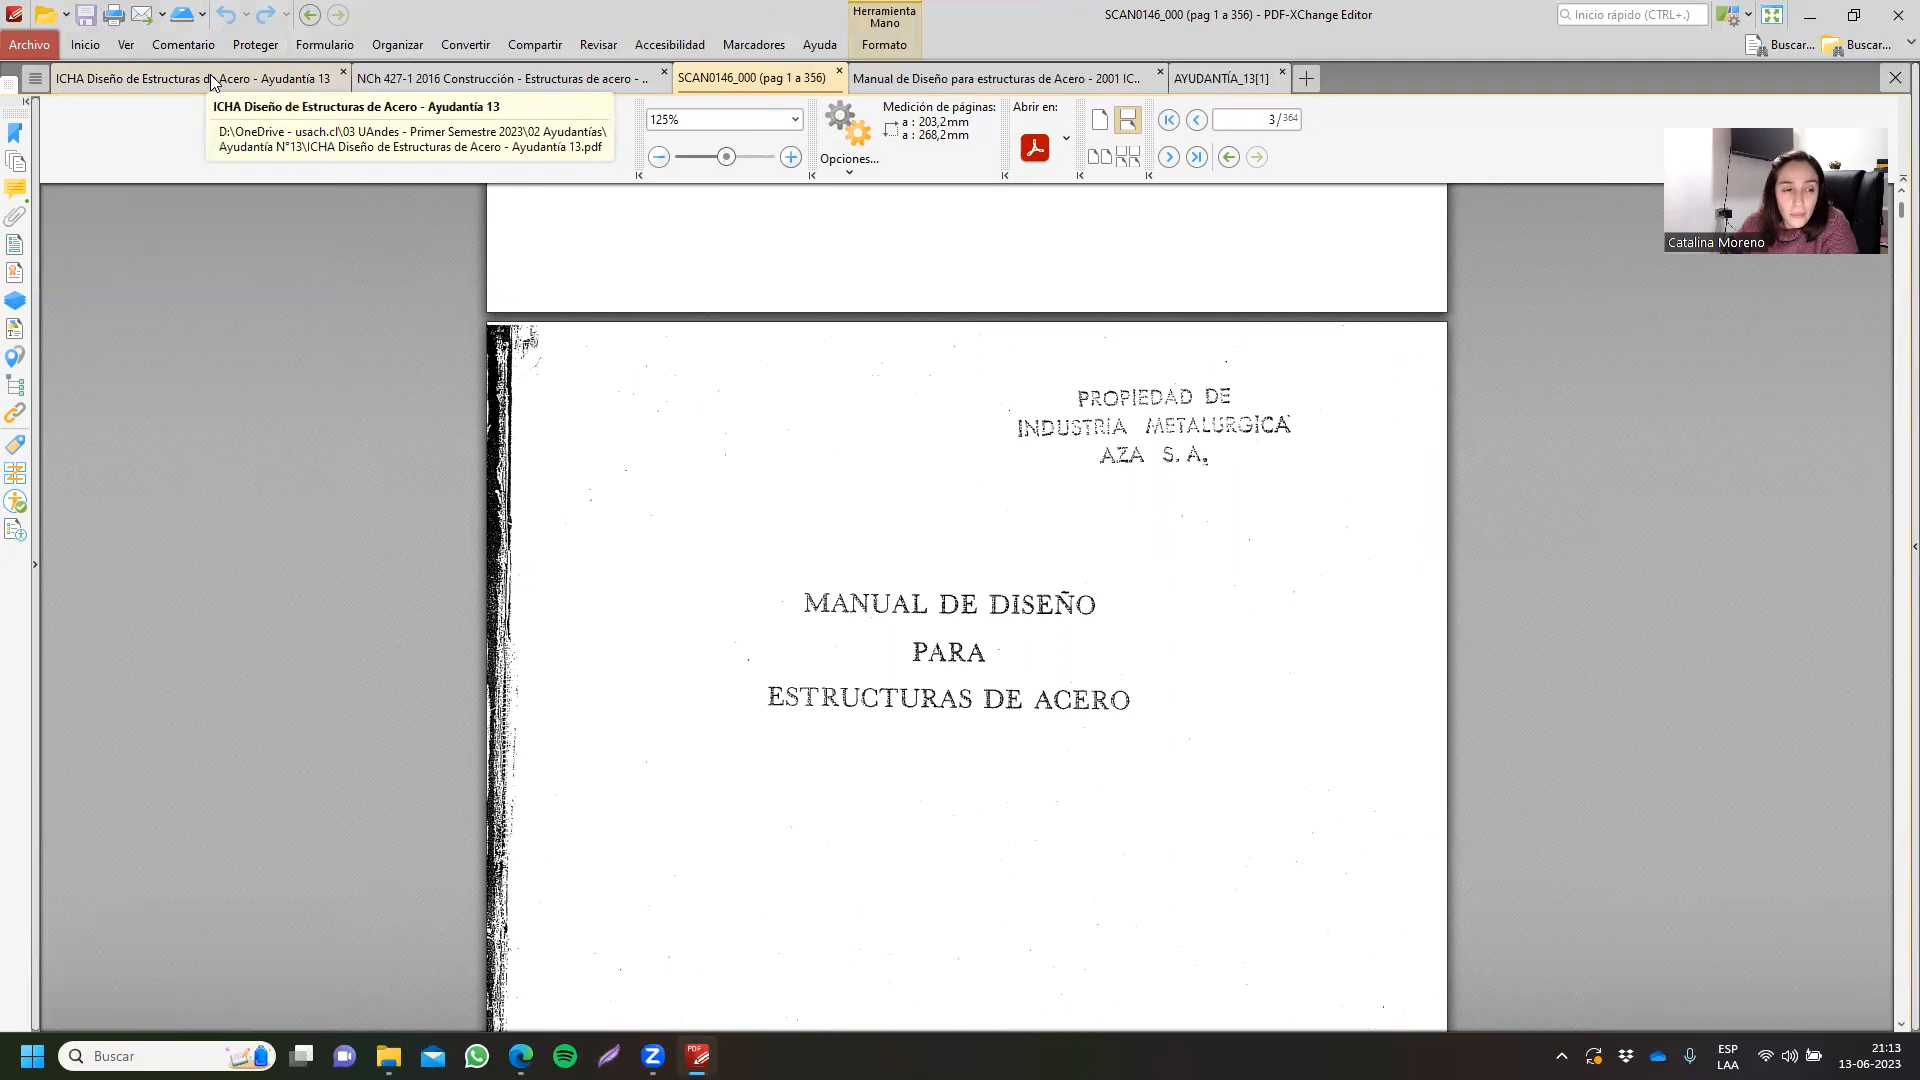 SCAN0146_000 (pag 1 a 356) - PDF-XChange Editor
Herramienta
Mano
Inicio rápido (CTRL+.)
Archivo
Inicio
Ver
Comentario
Proteger
Formulario
Organizar
Convertir
Compartir
Revisar
Accesibilidad
Marcadores
Ayuda
Formato
Buscar...
Buscar...
ICHA Diseño de Estructuras de Acero - Ayudantía 13
NCh 427-1 2016 Construcción - Estructuras de acero - ..
SCAN0146_000 (pag 1 a 356)
Manual de Diseño para estructuras de Acero - 2001 IC..
AYUDANTÍA_13[1]
ICHA Diseño de Estructuras de Acero - Ayudantía 13
D:\OneDrive - usach.cl\03 UAndes - Primer Semestre 2023\02 Ayudantías\
Ayudantía N°13\ICHA Diseño de Estructuras de Acero - Ayudantía 13.pdf
125%
Opciones...
Medición de páginas:
a : 203,2mm
a : 268,2mm
Abrir en:
3/364
Catalina Moreno
PROPIEDAD DE
INDUSTRIA METALURGICA
AZA S.A.
MANUAL DE DISEÑO
PARA
ESTRUCTURAS DE ACERO
Buscar
PDF
ESP
LAA
21:13
13-06-2023